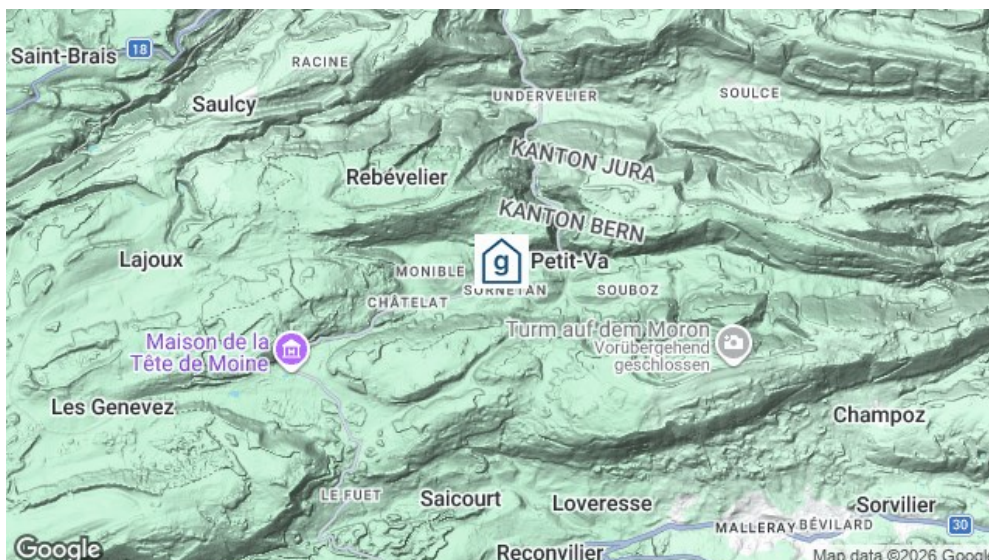 Saint-Brais
18
RACINE
Saulcy
UNDERVELIER
SOULCE
KANTON JURA
Rebévelier
KANTON BERN
g
Petit-Va
Lajoux
MONIBLE
SORNETAN
SOUBOZ
CHÂTELAT
Turm auf dem Moron
Vorübergehend
geschlossen
Maison de la
Tête de Moine
Les Genevez
Champoz
LE FUET
Saicourt
Loveresse
Sorvilier
MALLERAY
BÉVILARD
30
Reconvilier
Google
Map data ©2026 Google